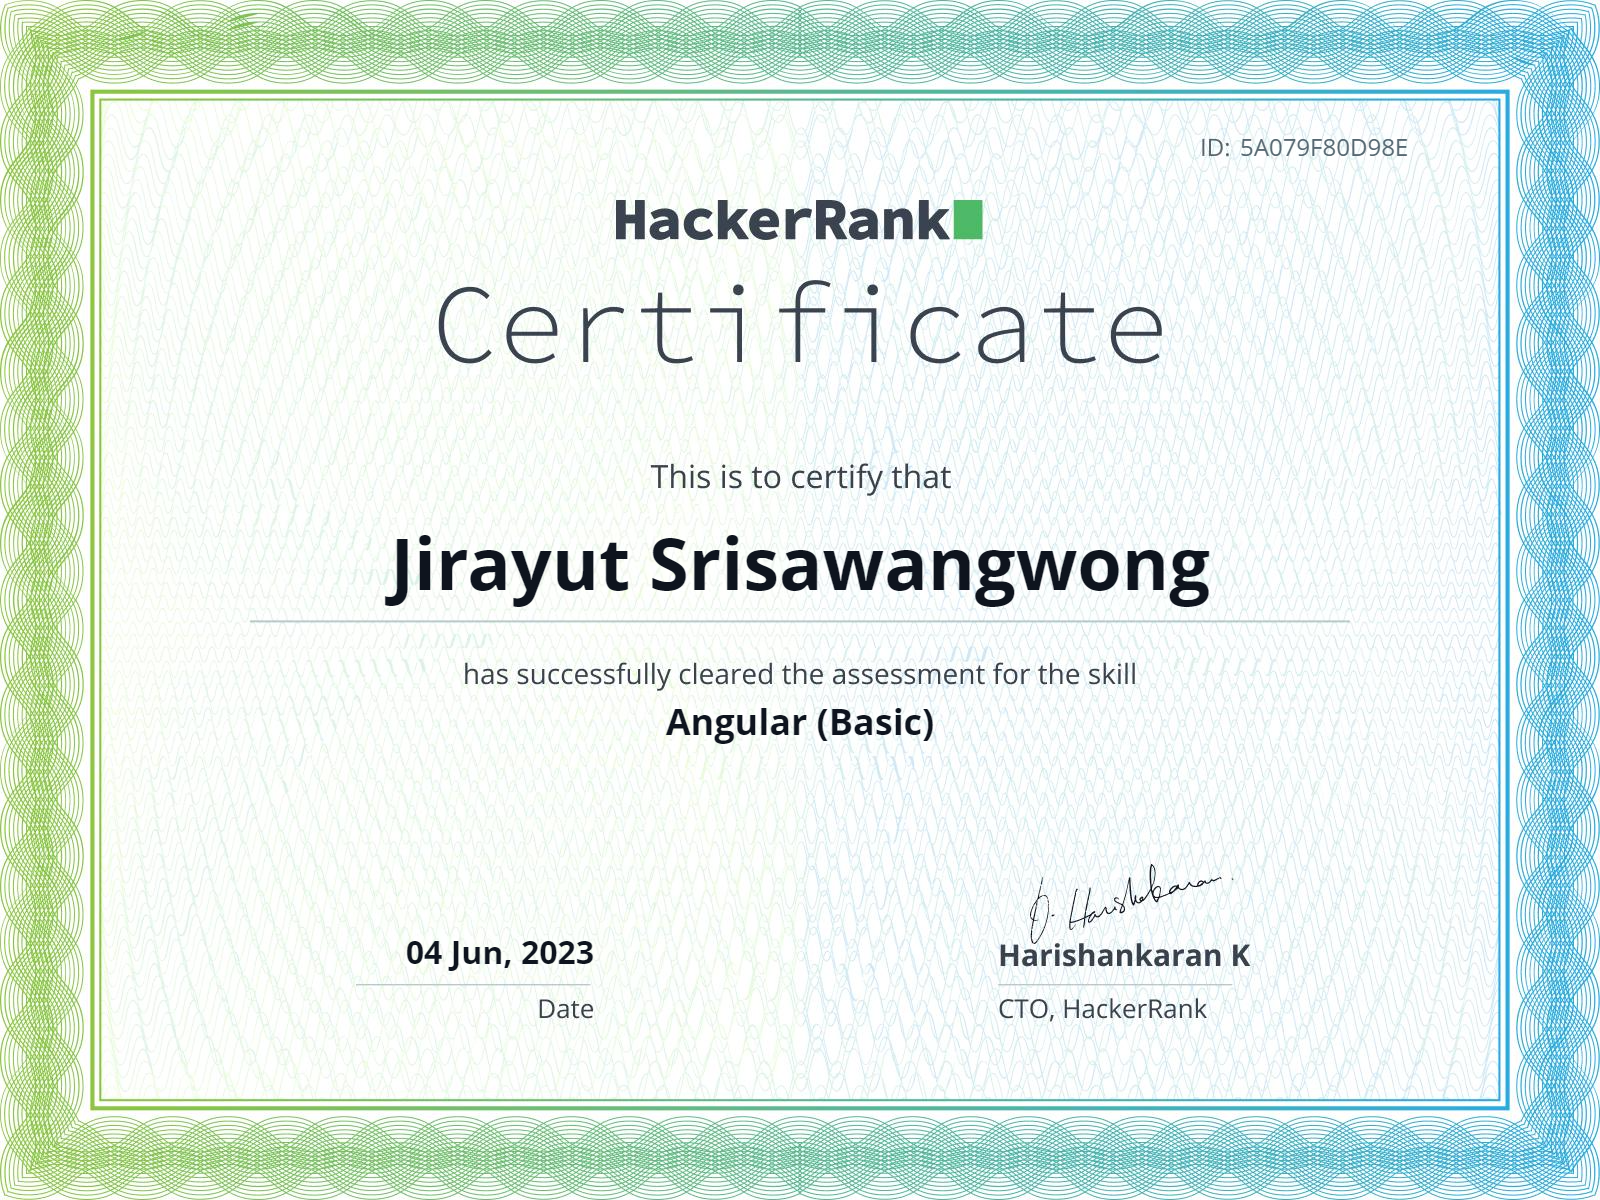 ID: 5A079F80D98E
HackerRank
Certificate
This is to certify that
Jirayut Srisawangwong
has successfully cleared the assessment for the skill
Angular (Basic)
04 Jun, 2023
Date
Harishankaran K
CTO, HackerRank